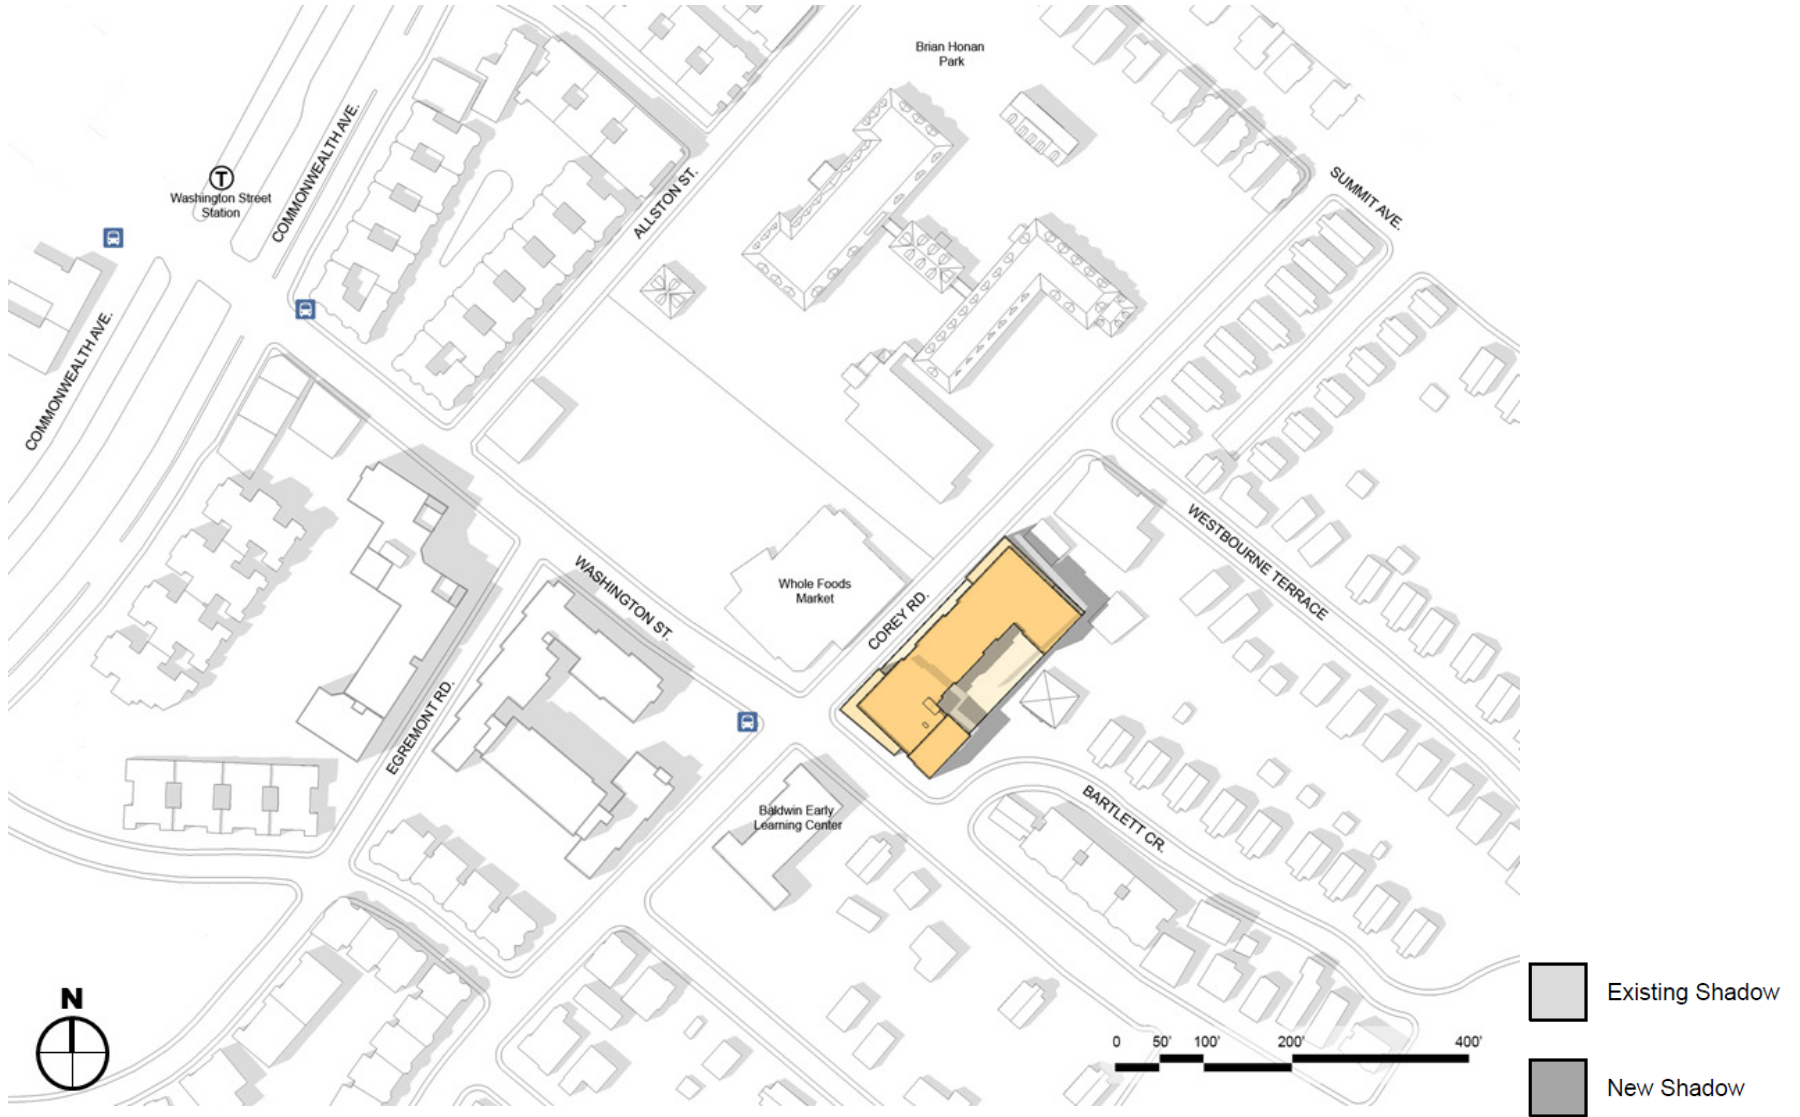 Brian Honan
Park
COMMONWEALTH AVE.
T
Washington Street
Station
ALLSTON ST.
SUMMIT AVE.
COMMONWEALTH AVE.
WESTBOURNE TERRACE
WASHINGTON ST.
Whole Foods
Market
COREY RD.
EGREMONT RD.
Baldwin Early
Learning Center
BARTLETT CR.
N
0 50' 100' 200' 400'
Existing Shadow
New Shadow